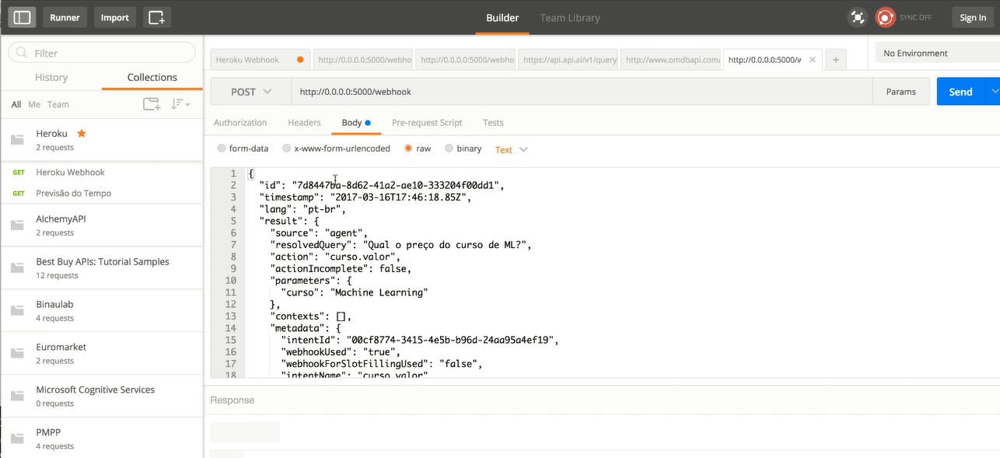 Runner Import Builder Team Library SYNC OFF Sign In
Filter
History Collections
All Me Team
Heroku
2 requests
GET Heroku Webhook
GET Previsão do Tempo
AlchemyAPI
2 requests
Best Buy APIs: Tutorial Samples
12 requests
Binaulab
4 requests
Euromarket
2 requests
Microsoft Cognitive Services
0 requests
PMPP
4 requests
Heroku Webhook http://0.0.0.0:5000/webho http://0.0.0.0:5000/webho https://api.api.ai/v1/query http://www.omdbapi.com/ http://0.0.0.0:5000/w + No Environment
POST http://0.0.0.0:5000/webhook Params Send
Authorization Headers Body Pre-request Script Tests
form-data x-www-form-urlencoded raw binary Text
1 {
2 "id": "7d8447ba-8d62-41a2-ae10-333204f00dd1",
3 "timestamp": "2017-03-16T17:46:18.85Z",
4 "lang": "pt-br",
5 "result": {
6 "source": "agent",
7 "resolvedQuery": "Qual o preço do curso de ML?",
8 "action": "curso.valor",
9 "actionIncomplete": false,
10 "parameters": {
11 "curso": "Machine Learning"
12 },
13 "contexts": [],
14 "metadata": {
15 "intentId": "00cf8774-3415-4e5b-b96d-24aa95a4ef19",
16 "webhookUsed": "true",
17 "webhookForSlotFillingUsed": "false",
18 "intentName": "curso.valor"
Response